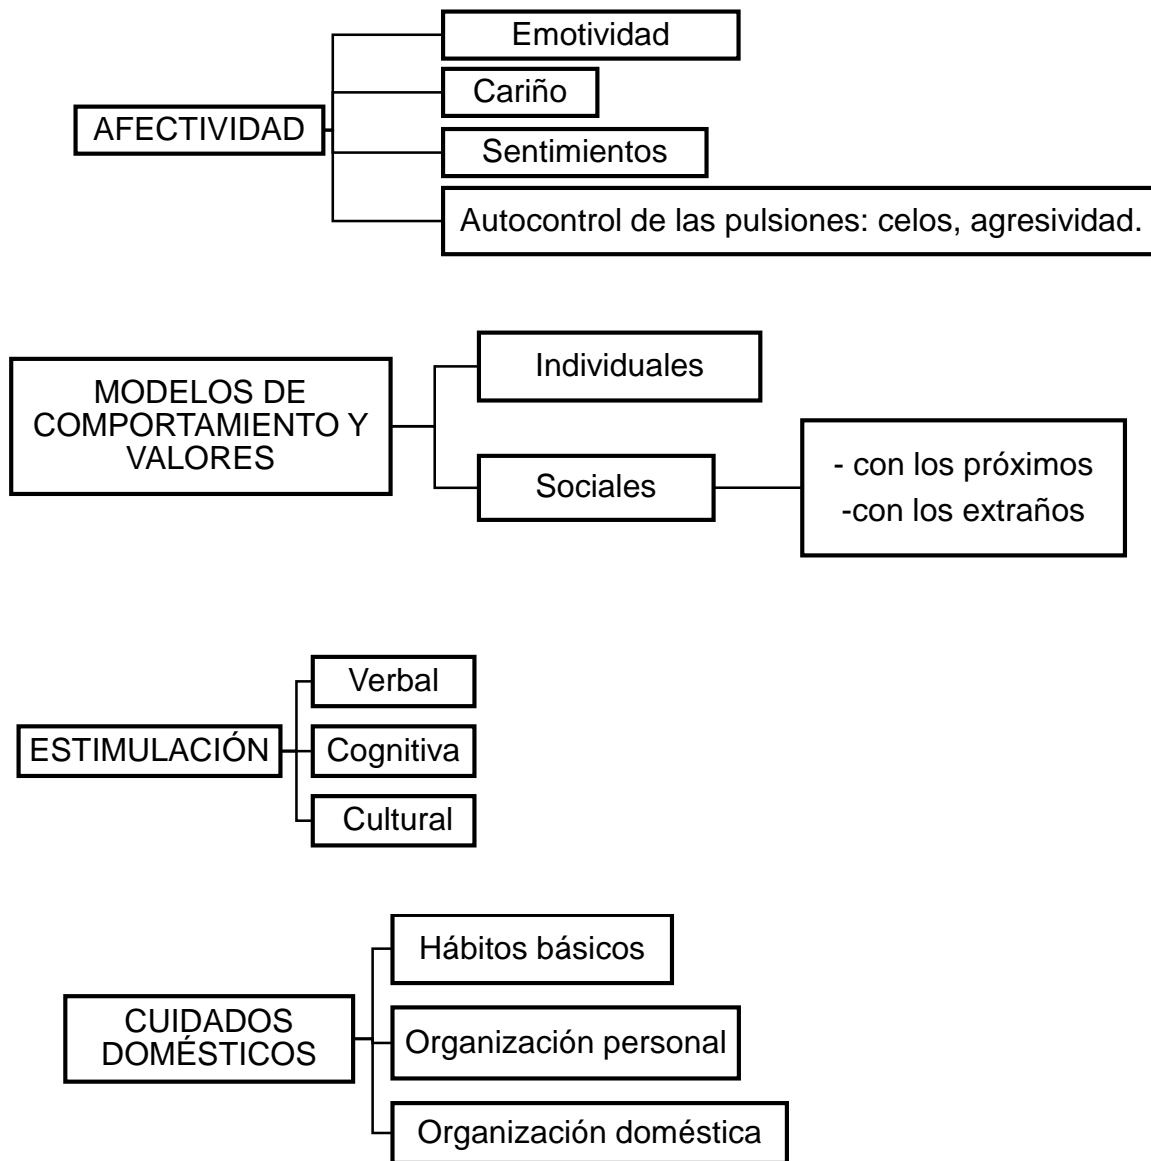 Emotividad
Cariño
AFECTIVIDAD
Sentimientos
Autocontrol de las pulsiones: celos, agresividad.
MODELOS DE
COMPORTAMIENTO Y
VALORES
Individuales
Sociales
- con los próximos
-con los extraños
Verbal
ESTIMULACIÓN
Cognitiva
Cultural
Hábitos básicos
CUIDADOS
DOMÉSTICOS
Organización personal
Organización doméstica